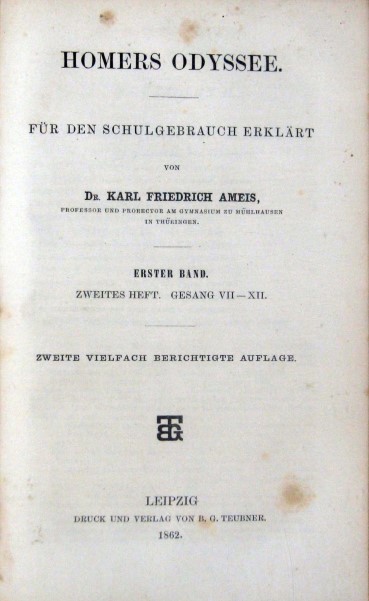 HOMERS ODYSSEE.
FÜR DEN SCHULGEBRAUCH ERKLÄRT
VON
DR. KARL FRIEDRICH AMEIS,
PROFESSOR UND PRORECTOR AM GYMNASIUM ZU MÜHLHAUSEN
IN THÜRINGEN.
ERSTER BAND.
ZWEITES HEFT. GESANG VII—XII.
ZWEITE VIELFACH BERICHTIGTE AUFLAGE.
BTG
LEIPZIG
DRUCK UND VERLAG VON B. G. TEUBNER.
1862.